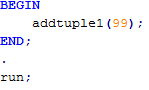 BEGIN
    addtuple1(99);
END;
.
run;